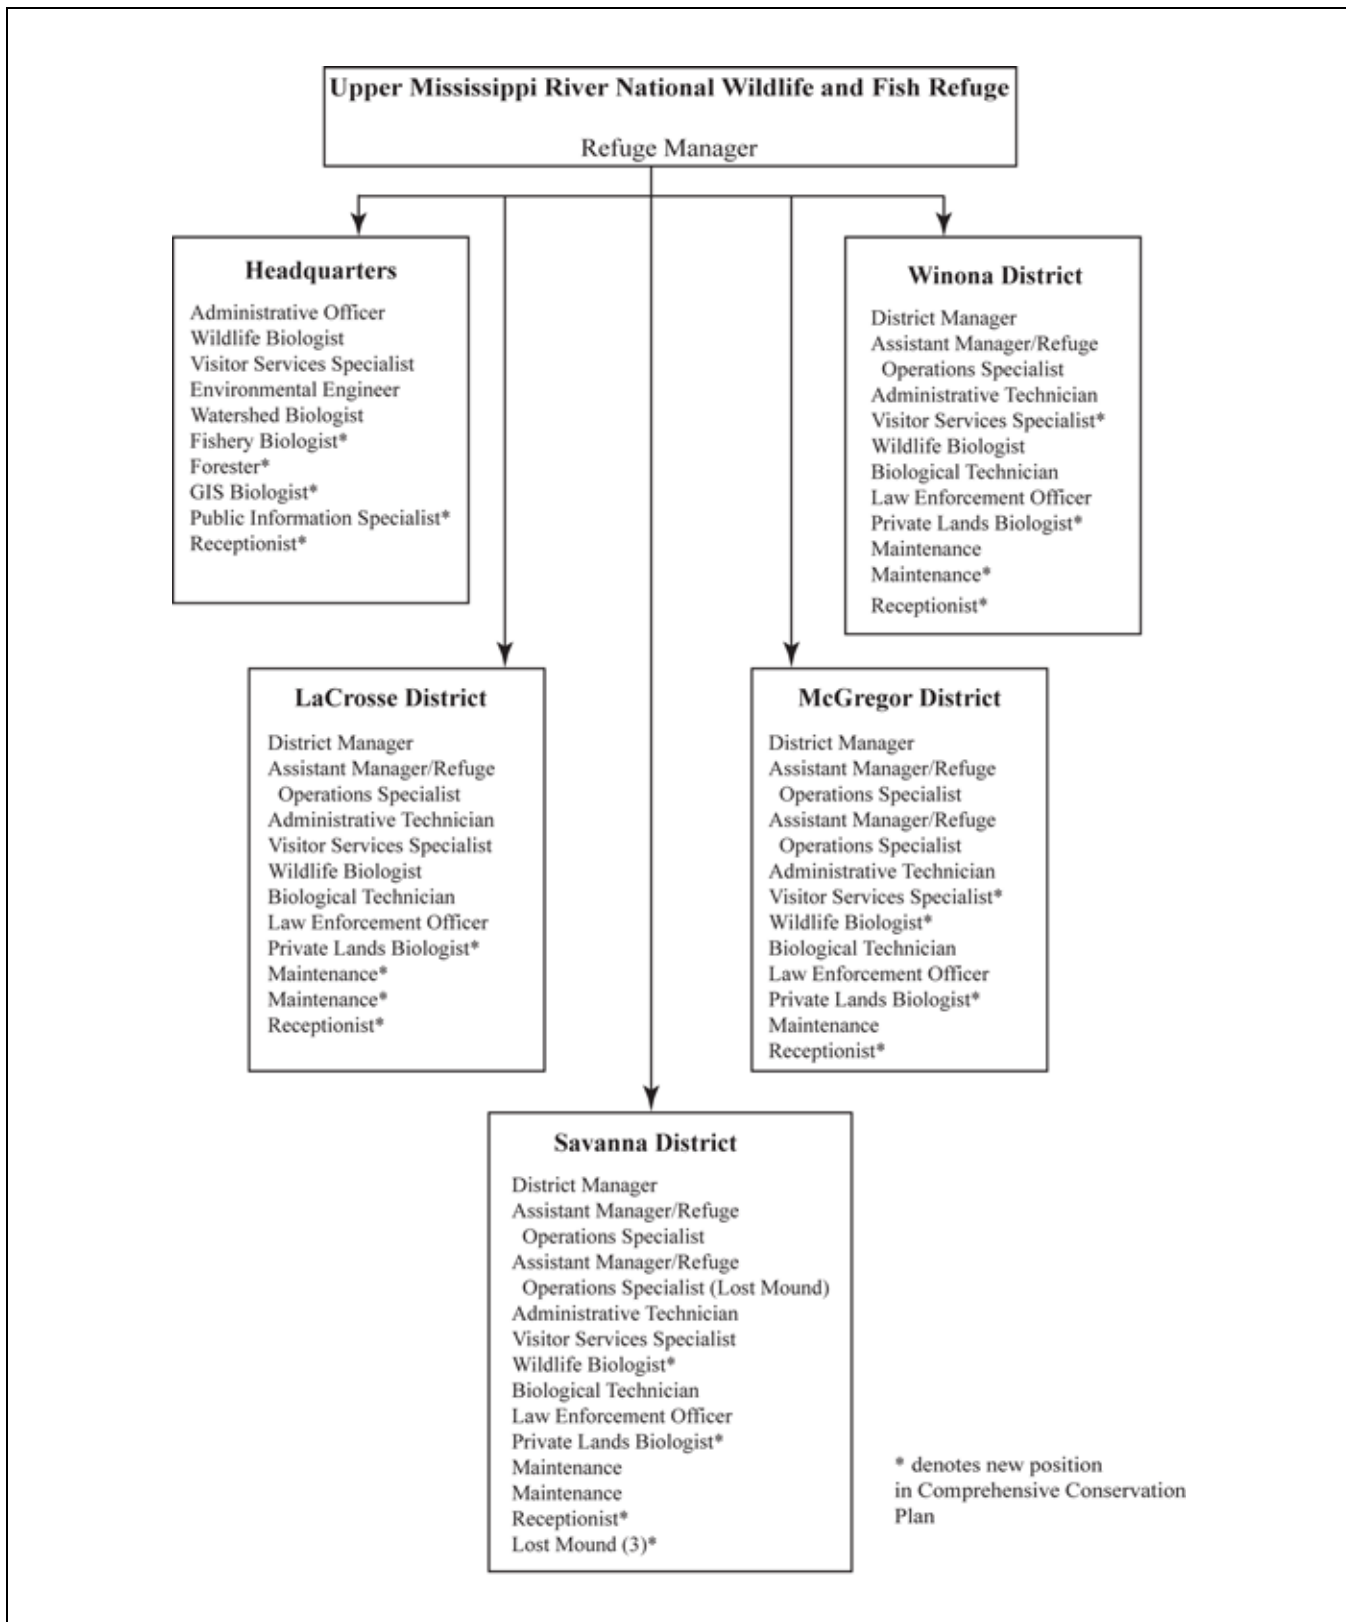 Upper Mississippi River National Wildlife and Fish Refuge
Refuge Manager
Headquarters
Administrative Officer
Wildlife Biologist
Visitor Services Specialist
Environmental Engineer
Watershed Biologist
Fishery Biologist*
Forester*
GIS Biologist*
Public Information Specialist*
Receptionist*
Winona District
District Manager
Assistant Manager/Refuge
Operations Specialist
Administrative Technician
Visitor Services Specialist*
Wildlife Biologist
Biological Technician
Law Enforcement Officer
Private Lands Biologist*
Maintenance
Maintenance*
Receptionist*
LaCrosse District
District Manager
Assistant Manager/Refuge
Operations Specialist
Administrative Technician
Visitor Services Specialist
Wildlife Biologist
Biological Technician
Law Enforcement Officer
Private Lands Biologist*
Maintenance*
Maintenance*
Receptionist*
McGregor District
District Manager
Assistant Manager/Refuge
Operations Specialist
Assistant Manager/Refuge
Operations Specialist
Administrative Technician
Visitor Services Specialist*
Wildlife Biologist*
Biological Technician
Law Enforcement Officer
Private Lands Biologist*
Maintenance
Receptionist*
Savanna District
District Manager
Assistant Manager/Refuge
Operations Specialist
Assistant Manager/Refuge
Operations Specialist (Lost Mound)
Administrative Technician
Visitor Services Specialist
Wildlife Biologist*
Biological Technician
Law Enforcement Officer
Private Lands Biologist*
Maintenance
Maintenance
Receptionist*
Lost Mound (3)*
* denotes new position
in Comprehensive Conservation
Plan